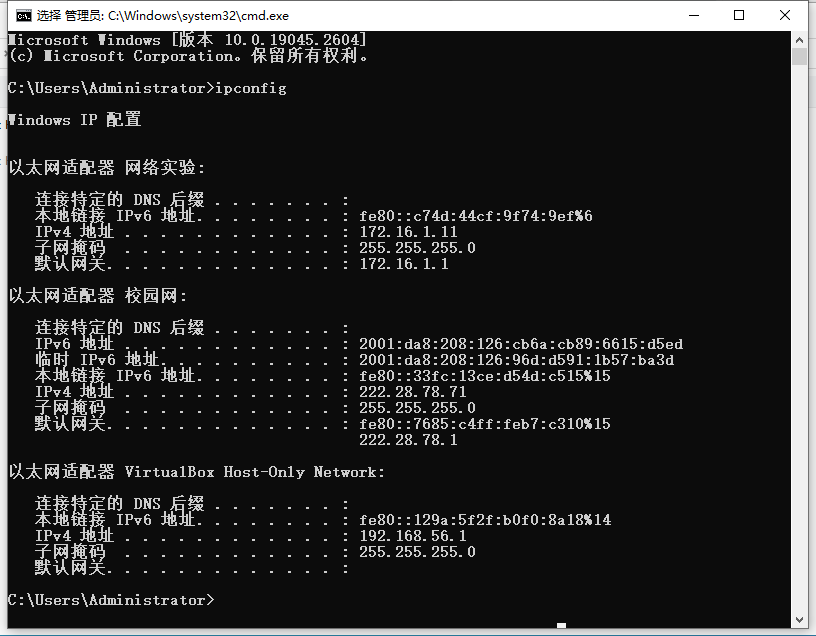 选择 管理员: C:\Windows\system32\cmd.exe
Microsoft Windows [版本 10.0.19045.2604]
(c) Microsoft Corporation。保留所有权利。
C:\Users\Administrator>ipconfig
Windows IP 配置
以太网适配器 网络实验:
连接特定的 DNS 后缀 . . . . . . . :
本地链接 IPv6 地址. . . . . . . . : fe80::c74d:44cf:9f74:9ef%6
IPv4 地址 . . . . . . . . . . . . : 172.16.1.11
子网掩码 . . . . . . . . . . . . : 255.255.255.0
默认网关. . . . . . . . . . . . . : 172.16.1.1
以太网适配器 校园网:
连接特定的 DNS 后缀 . . . . . . . :
IPv6 地址 . . . . . . . . . . . . : 2001:da8:208:126:cb6a:cb89:6615:d5ed
临时 IPv6 地址. . . . . . . . . . : 2001:da8:208:126:96d:d591:1b57:ba3d
本地链接 IPv6 地址. . . . . . . . : fe80::33fc:13ce:d54d:c515%15
IPv4 地址 . . . . . . . . . . . . : 222.28.78.71
子网掩码 . . . . . . . . . . . . : 255.255.255.0
默认网关. . . . . . . . . . . . . : fe80::7685:c4ff:feb7:c310%15
222.28.78.1
以太网适配器 VirtualBox Host-Only Network:
连接特定的 DNS 后缀 . . . . . . . :
本地链接 IPv6 地址. . . . . . . . : fe80::129a:5f2f:b0f0:8a18%14
IPv4 地址 . . . . . . . . . . . . : 192.168.56.1
子网掩码 . . . . . . . . . . . . : 255.255.255.0
默认网关. . . . . . . . . . . . . :
C:\Users\Administrator>